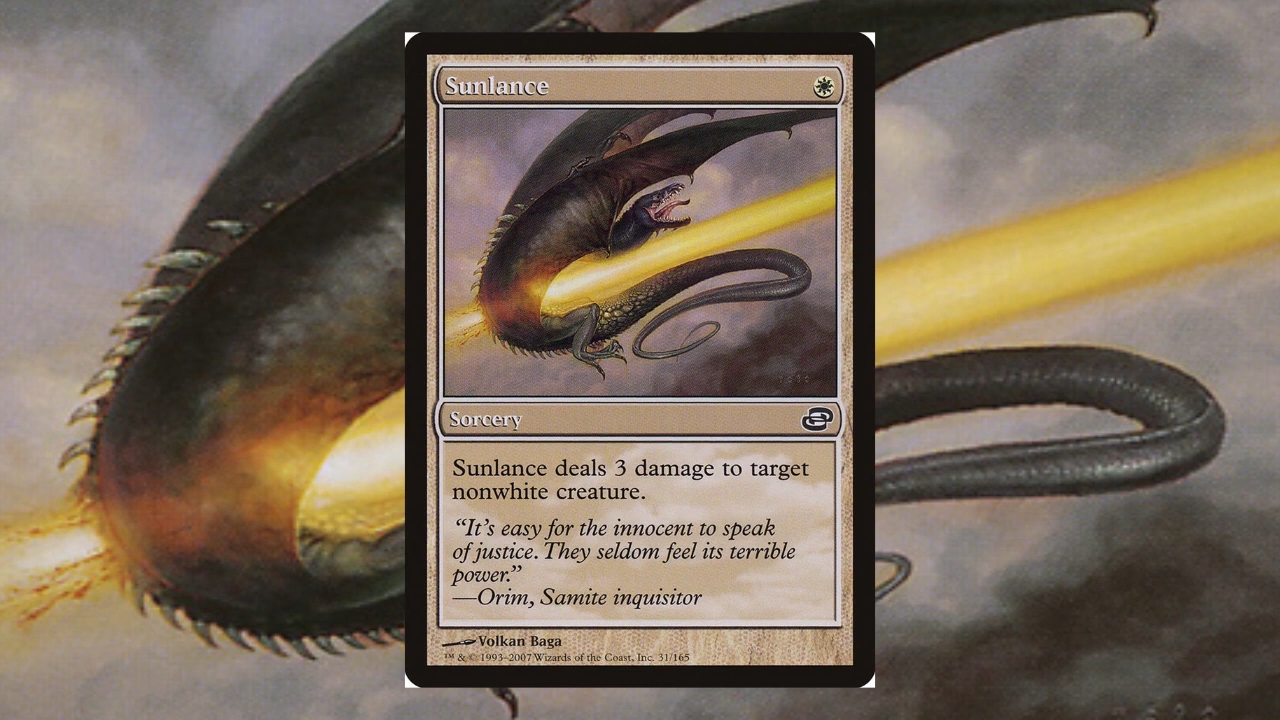 Sunlance
Sorcery
Sunlance deals 3 damage to target
nonwhite creature.
“It’s easy for the innocent to speak
of justice. They seldom feel its terrible
power.”
—Orim, Samite inquisitor
Volkan Baga
™ & © 1993–2007 Wizards of the Coast, Inc. 31/165